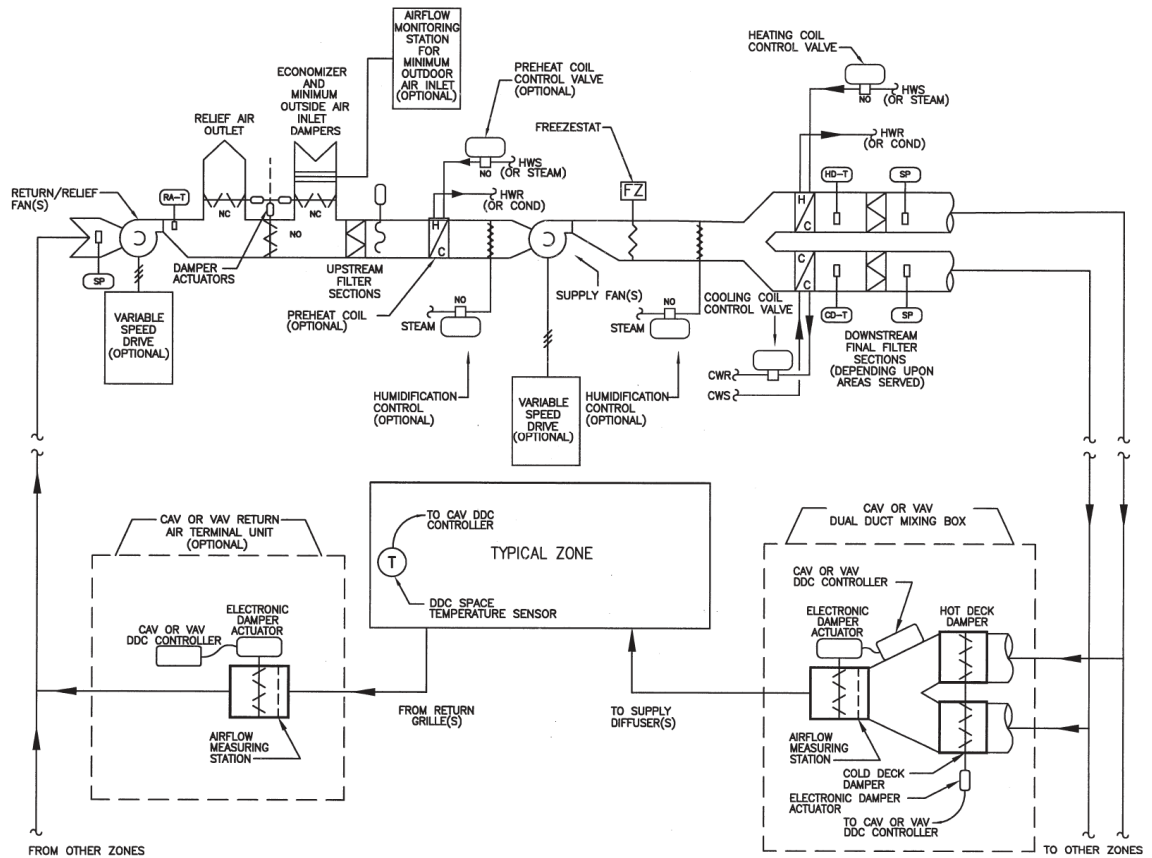 AIRFLOW
MONITORING
STATION
FOR
MINIMUM
OUTDOOR
AIR INLET
(OPTIONAL)
HEATING COIL
CONTROL VALVE
ECONOMIZER
AND
MINIMUM
OUTSIDE AIR
INLET
DAMPERS
PREHEAT COIL
CONTROL VALVE
(OPTIONAL)
NO
HWS
(OR STEAM)
RELIEF AIR
OUTLET
FREEZESTAT
HWR
(OR COND)
NO
HWS
(OR STEAM)
RETURN/RELIEF
FAN(S)
RA-T
FZ
HD-T
SP
HWR
(OR COND)
NC
NC
NO
H
C
H
C
SP
DAMPER
ACTUATORS
UPSTREAM
FILTER
SECTIONS
C
C
SUPPLY FAN(S)
COOLING COIL
CONTROL VALVE
PREHEAT COIL
(OPTIONAL)
NO
STEAM
NO
STEAM
CD-T
SP
VARIABLE
SPEED
DRIVE
(OPTIONAL)
DOWNSTREAM
FINAL FILTER
SECTIONS
(DEPENDING UPON
AREAS SERVED)
CWR
CWS
HUMIDIFICATION
CONTROL
(OPTIONAL)
VARIABLE
SPEED
DRIVE
(OPTIONAL)
HUMIDIFICATION
CONTROL
(OPTIONAL)
CAV OR VAV RETURN
AIR TERMINAL UNIT
(OPTIONAL)
TO CAV DDC
CONTROLLER
TYPICAL ZONE
T
DDC SPACE
TEMPERATURE SENSOR
CAV OR VAV
DUAL DUCT MIXING BOX
CAV OR VAV
DDC CONTROLLER
ELECTRONIC
DAMPER
ACTUATOR
CAV OR VAV
DDC CONTROLLER
ELECTRONIC
DAMPER
ACTUATOR
HOT DECK
DAMPER
FROM RETURN
GRILLE(S)
TO SUPPLY
DIFFUSER(S)
AIRFLOW
MEASURING
STATION
AIRFLOW
MEASURING
STATION
COLD DECK
DAMPER
ELECTRONIC DAMPER
ACTUATOR
TO CAV OR VAV
DDC CONTROLLER
FROM OTHER ZONES
TO OTHER ZONES